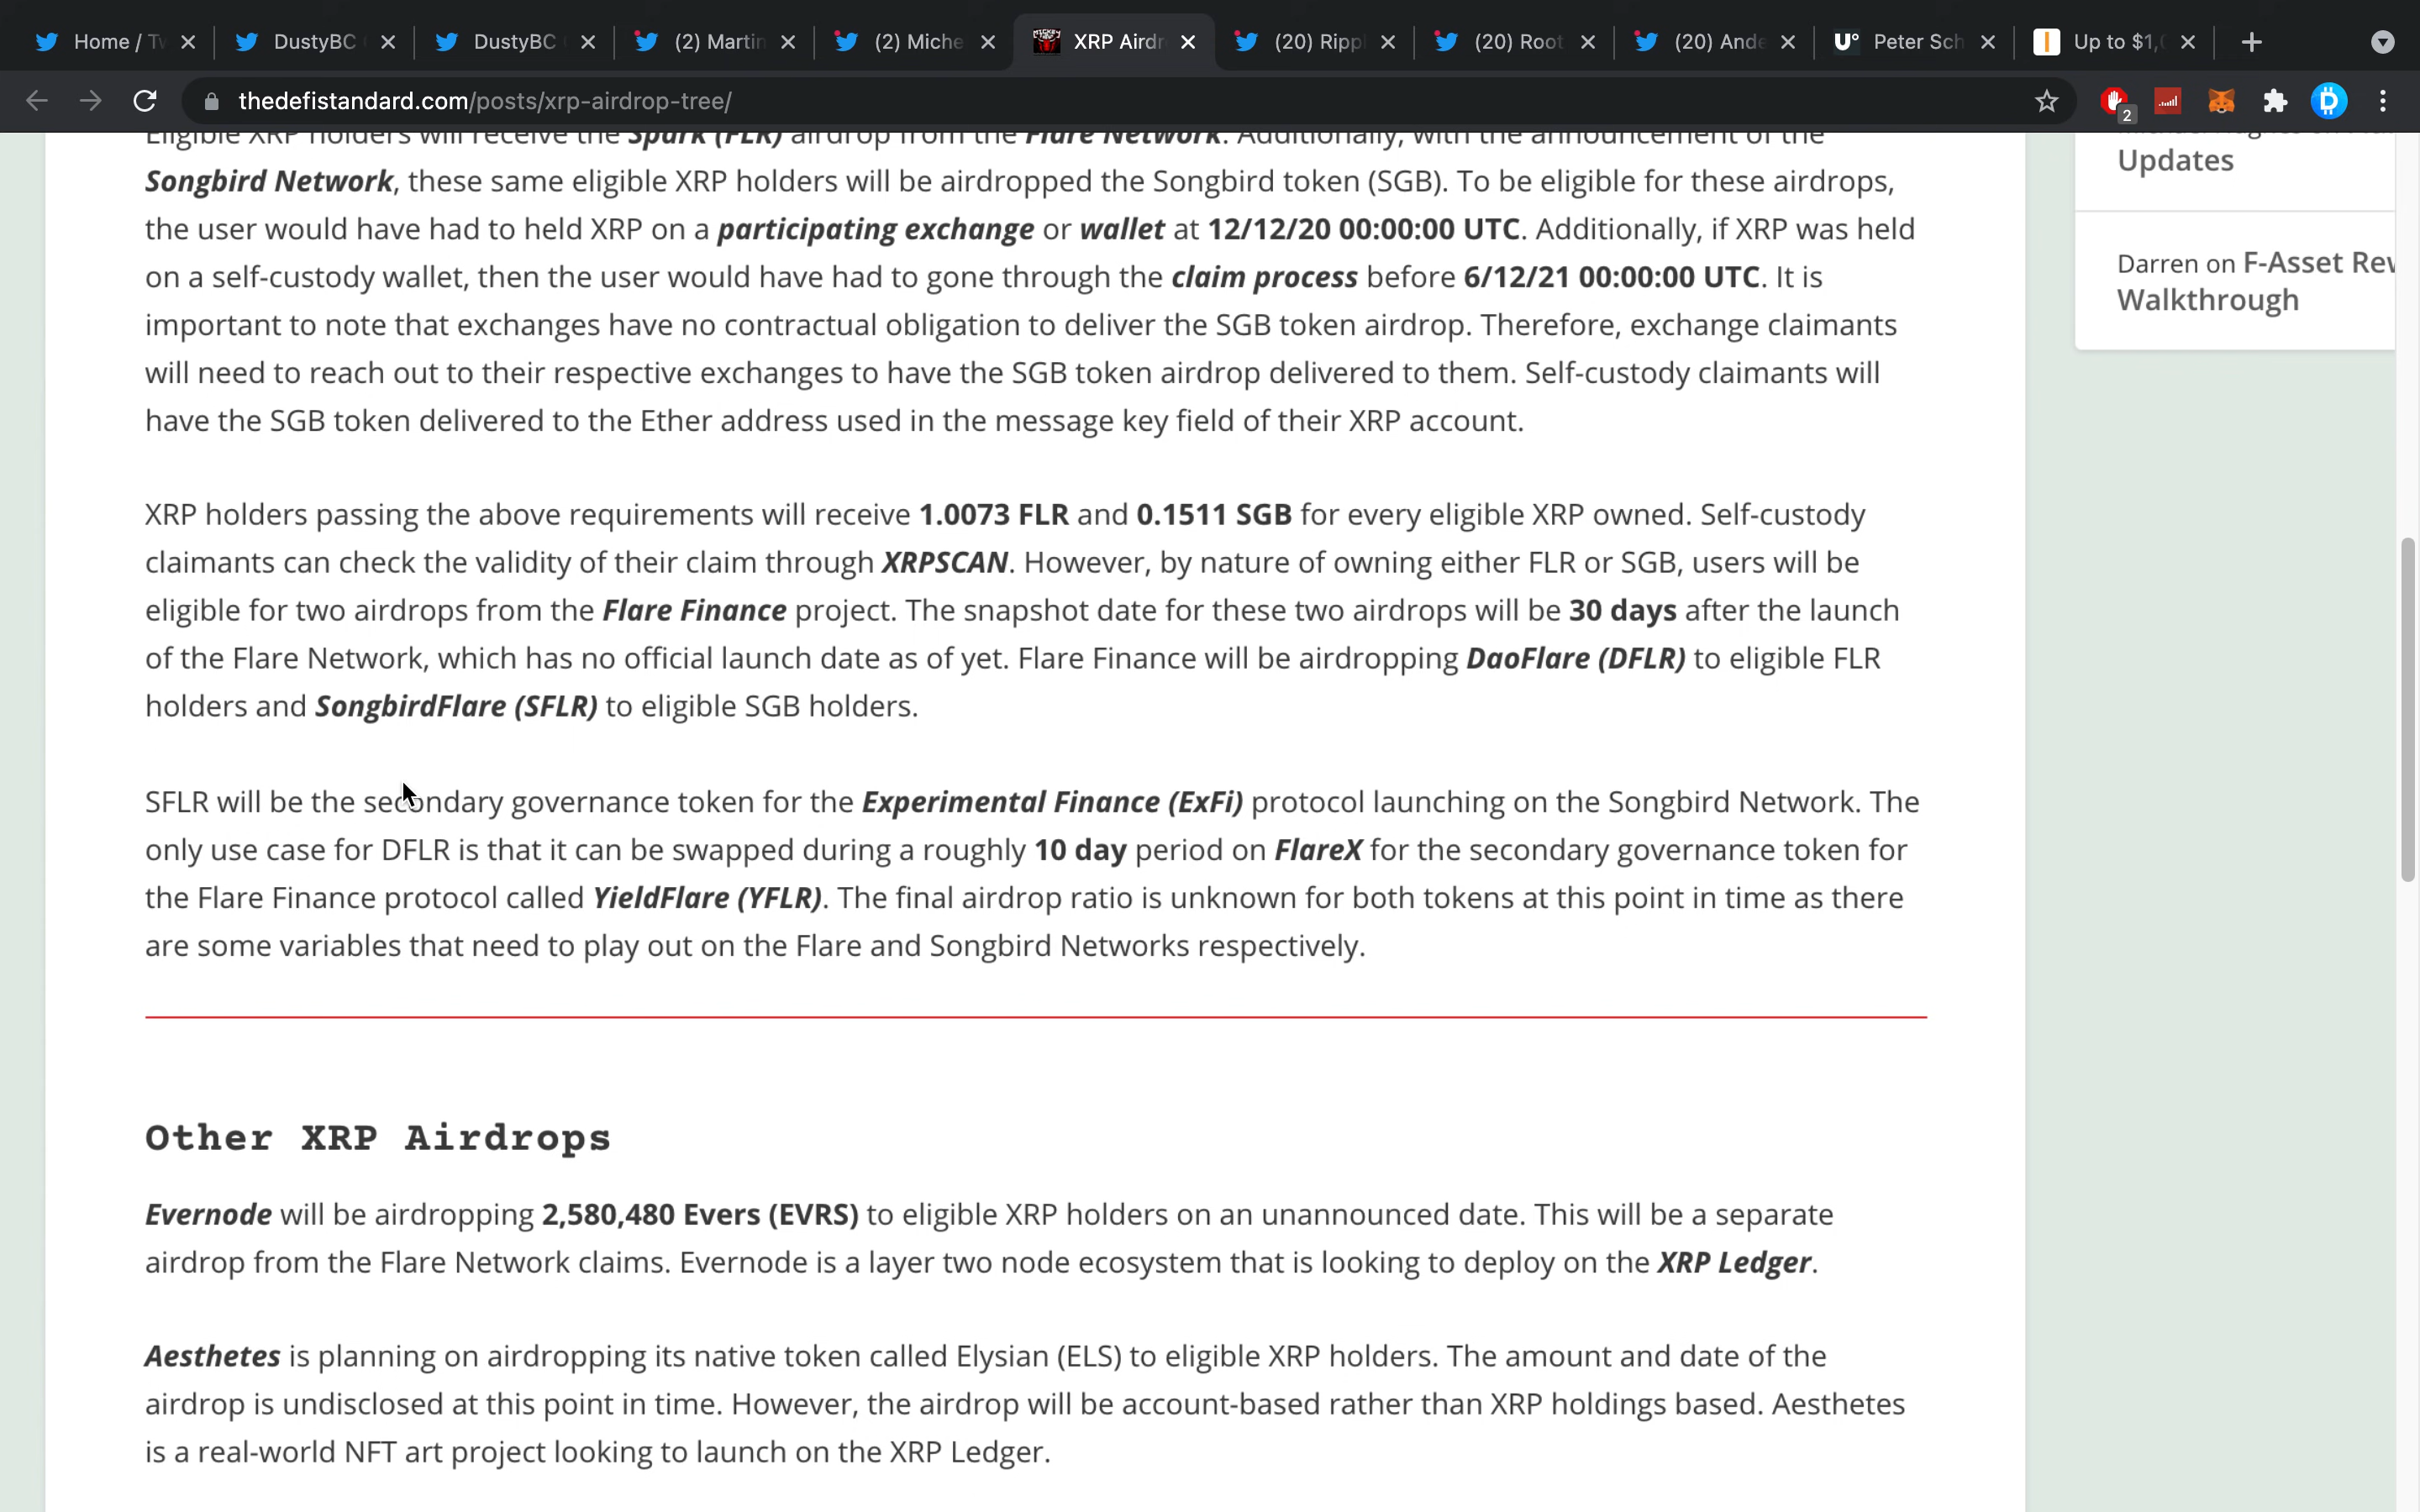 Home / Tw
DustyBC
DustyBC
(2) Martin
(2) Miche
XRP Airdr
(20) Rippl
(20) Root
(20) Ande
U° Peter Sch
Up to $1,
thedefistandard.com/posts/xrp-airdrop-tree/
2
Eligible XRP holders will receive the Spark (FLR) airdrop from the Flare Network. Additionally, with the announcement of the
Songbird Network, these same eligible XRP holders will be airdropped the Songbird token (SGB). To be eligible for these airdrops,
the user would have had to held XRP on a participating exchange or wallet at 12/12/20 00:00:00 UTC. Additionally, if XRP was held
on a self-custody wallet, then the user would have had to gone through the claim process before 6/12/21 00:00:00 UTC. It is
important to note that exchanges have no contractual obligation to deliver the SGB token airdrop. Therefore, exchange claimants
will need to reach out to their respective exchanges to have the SGB token airdrop delivered to them. Self-custody claimants will
have the SGB token delivered to the Ether address used in the message key field of their XRP account.
XRP holders passing the above requirements will receive 1.0073 FLR and 0.1511 SGB for every eligible XRP owned. Self-custody
claimants can check the validity of their claim through XRPSCAN. However, by nature of owning either FLR or SGB, users will be
eligible for two airdrops from the Flare Finance project. The snapshot date for these two airdrops will be 30 days after the launch
of the Flare Network, which has no official launch date as of yet. Flare Finance will be airdropping DaoFlare (DFLR) to eligible FLR
holders and SongbirdFlare (SFLR) to eligible SGB holders.
SFLR will be the secondary governance token for the Experimental Finance (ExFi) protocol launching on the Songbird Network. The
only use case for DFLR is that it can be swapped during a roughly 10 day period on FlareX for the secondary governance token for
the Flare Finance protocol called YieldFlare (YFLR). The final airdrop ratio is unknown for both tokens at this point in time as there
are some variables that need to play out on the Flare and Songbird Networks respectively.
Other XRP Airdrops
Evernode will be airdropping 2,580,480 Evers (EVRS) to eligible XRP holders on an unannounced date. This will be a separate
airdrop from the Flare Network claims. Evernode is a layer two node ecosystem that is looking to deploy on the XRP Ledger.
Aesthetes is planning on airdropping its native token called Elysian (ELS) to eligible XRP holders. The amount and date of the
airdrop is undisclosed at this point in time. However, the airdrop will be account-based rather than XRP holdings based. Aesthetes
is a real-world NFT art project looking to launch on the XRP Ledger.
Updates
Darren on F-Asset Rev
Walkthrough